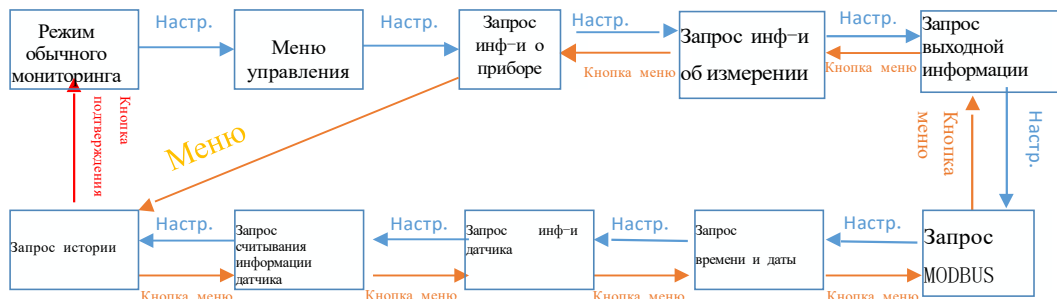 Режим
обычного
мониторинга
Настр.
Меню
управления
Настр.
Запрос
инф-и о
приборе
Настр.
Кнопка меню
Запрос инф-и
об измерении
Настр.
Кнопка меню
Запрос
выходной
информации
Кнопка
подтверждения
Меню
Кнопка
меню
Настр.
Запрос истории
Настр.
Кнопка меню
Запрос
считывания
информации
датчика
Настр.
Кнопка меню
Запрос инф-и
датчика
Настр.
Кнопка меню
Запрос
времени и даты
Настр.
Кнопка меню
Запрос
MODBUS